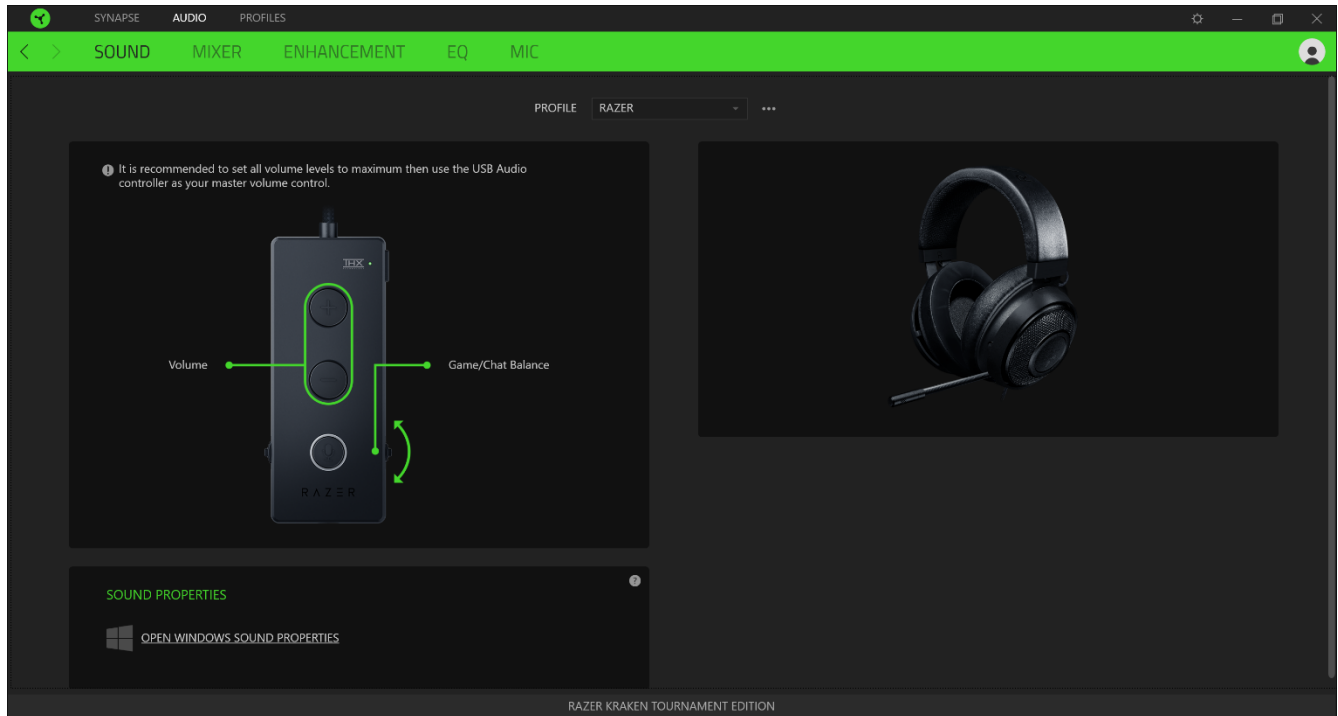 SYNAPSE AUDIO PROFILES
SOUND MIXER ENHANCEMENT EQ MIC
PROFILE RAZER
It is recommended to set all volume levels to maximum then use the USB Audio
controller as your master volume control.
THX
Volume
Game/Chat Balance
RAZER
SOUND PROPERTIES
OPEN WINDOWS SOUND PROPERTIES
RAZER KRAKEN TOURNAMENT EDITION